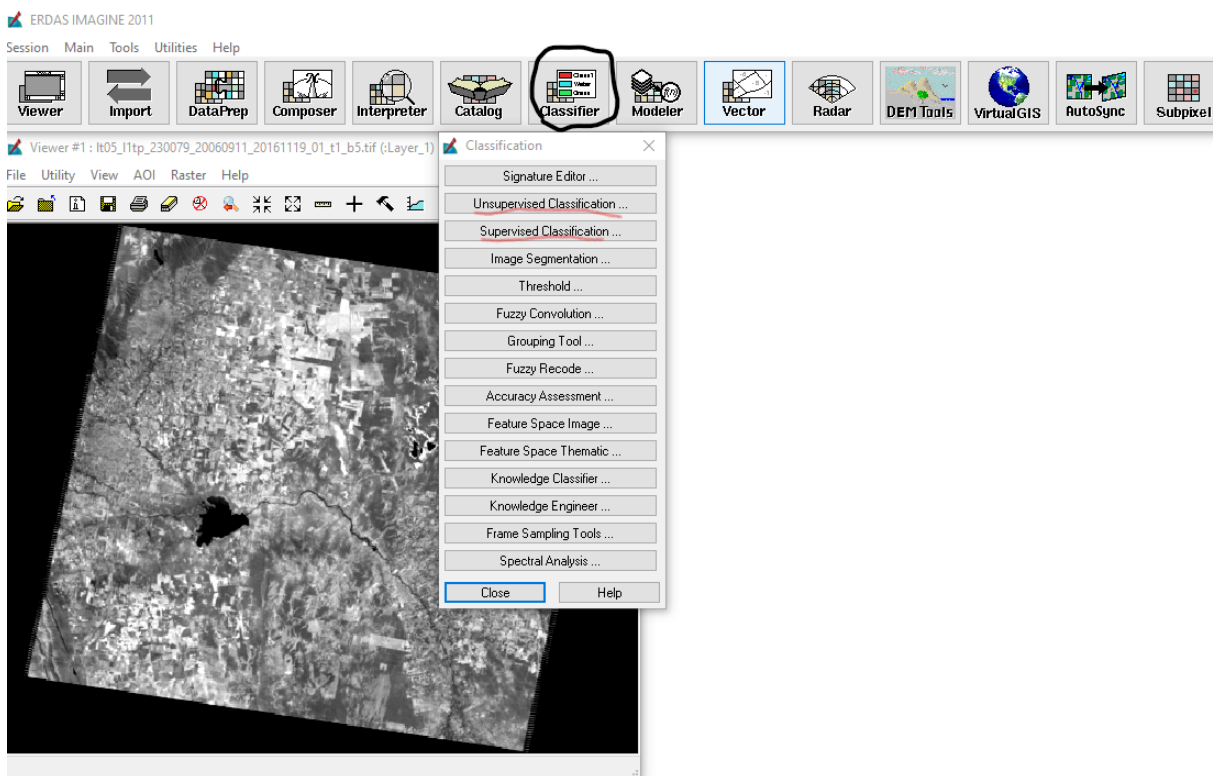 ERDAS IMAGINE 2011
Session Main Tools Utilities Help
Class1
Water
Grass
Viewer Import DataPrep Composer Interpreter Catalog Classifier Modeler Vector Radar DEM Tools VirtualGIS AutoSync Subpixel
Viewer #1 : lt05_l1tp_230079_20060911_20161119_01_t1_b5.tif (:Layer_1)
File Utility View AOI Raster Help
Classification
Signature Editor ...
Unsupervised Classification ...
Supervised Classification ...
Image Segmentation ...
Threshold ...
Fuzzy Convolution ...
Grouping Tool ...
Fuzzy Recode ...
Accuracy Assessment ...
Feature Space Image ...
Feature Space Thematic ...
Knowledge Classifier ...
Knowledge Engineer ...
Frame Sampling Tools ...
Spectral Analysis ...
Close Help